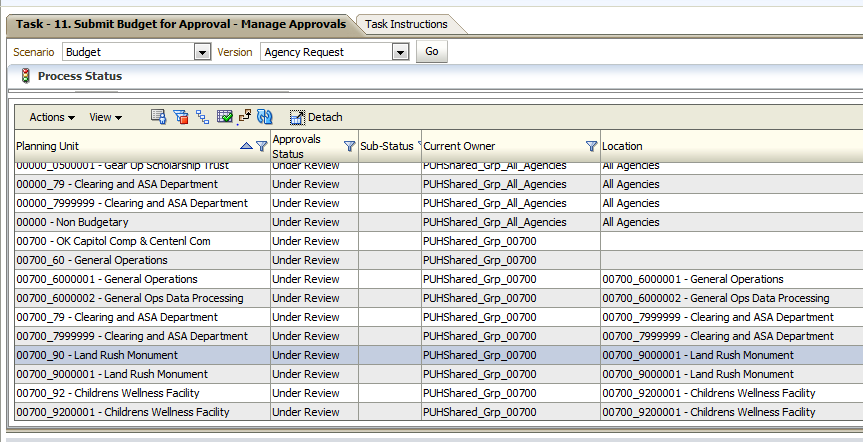 Task - 11. Submit Budget for Approval - Manage Approvals Task Instructions
Scenario Budget Version Agency Request Go
Process Status
Actions View Detach
Planning Unit Approvals Status Sub-Status Current Owner Location
00000_0500001 - Gear Up Scholarship Trust Under Review PUHShared_Grp_All_Agencies All Agencies
00000_79 - Clearing and ASA Department Under Review PUHShared_Grp_All_Agencies All Agencies
00000_7999999 - Clearing and ASA Department Under Review PUHShared_Grp_All_Agencies All Agencies
00000 - Non Budgetary Under Review PUHShared_Grp_All_Agencies All Agencies
00700 - OK Capitol Comp & Centenl Com Under Review PUHShared_Grp_00700
00700_60 - General Operations Under Review PUHShared_Grp_00700
00700_6000001 - General Operations Under Review PUHShared_Grp_00700 00700_6000001 - General Operations
00700_6000002 - General Ops Data Processing Under Review PUHShared_Grp_00700 00700_6000002 - General Ops Data Processing
00700_79 - Clearing and ASA Department Under Review PUHShared_Grp_00700 00700_7999999 - Clearing and ASA Department
00700_7999999 - Clearing and ASA Department Under Review PUHShared_Grp_00700 00700_7999999 - Clearing and ASA Department
00700_90 - Land Rush Monument Under Review PUHShared_Grp_00700 00700_9000001 - Land Rush Monument
00700_9000001 - Land Rush Monument Under Review PUHShared_Grp_00700 00700_9000001 - Land Rush Monument
00700_92 - Childrens Wellness Facility Under Review PUHShared_Grp_00700 00700_9200001 - Childrens Wellness Facility
00700_9200001 - Childrens Wellness Facility Under Review PUHShared_Grp_00700 00700_9200001 - Childrens Wellness Facility